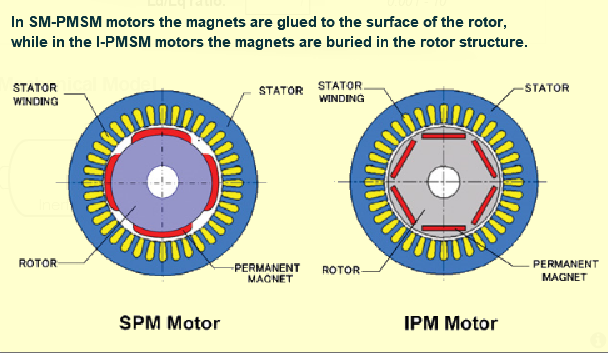 In SM-PMSM motors the magnets are glued to the surface of the rotor,
while in the I-PMSM motors the magnets are buried in the rotor structure.
STATOR
WINDING
STATOR
ROTOR
PERMANENT
MAGNET
SPM Motor
STATOR
WINDING
STATOR
ROTOR
PERMANENT
MAGNET
IPM Motor